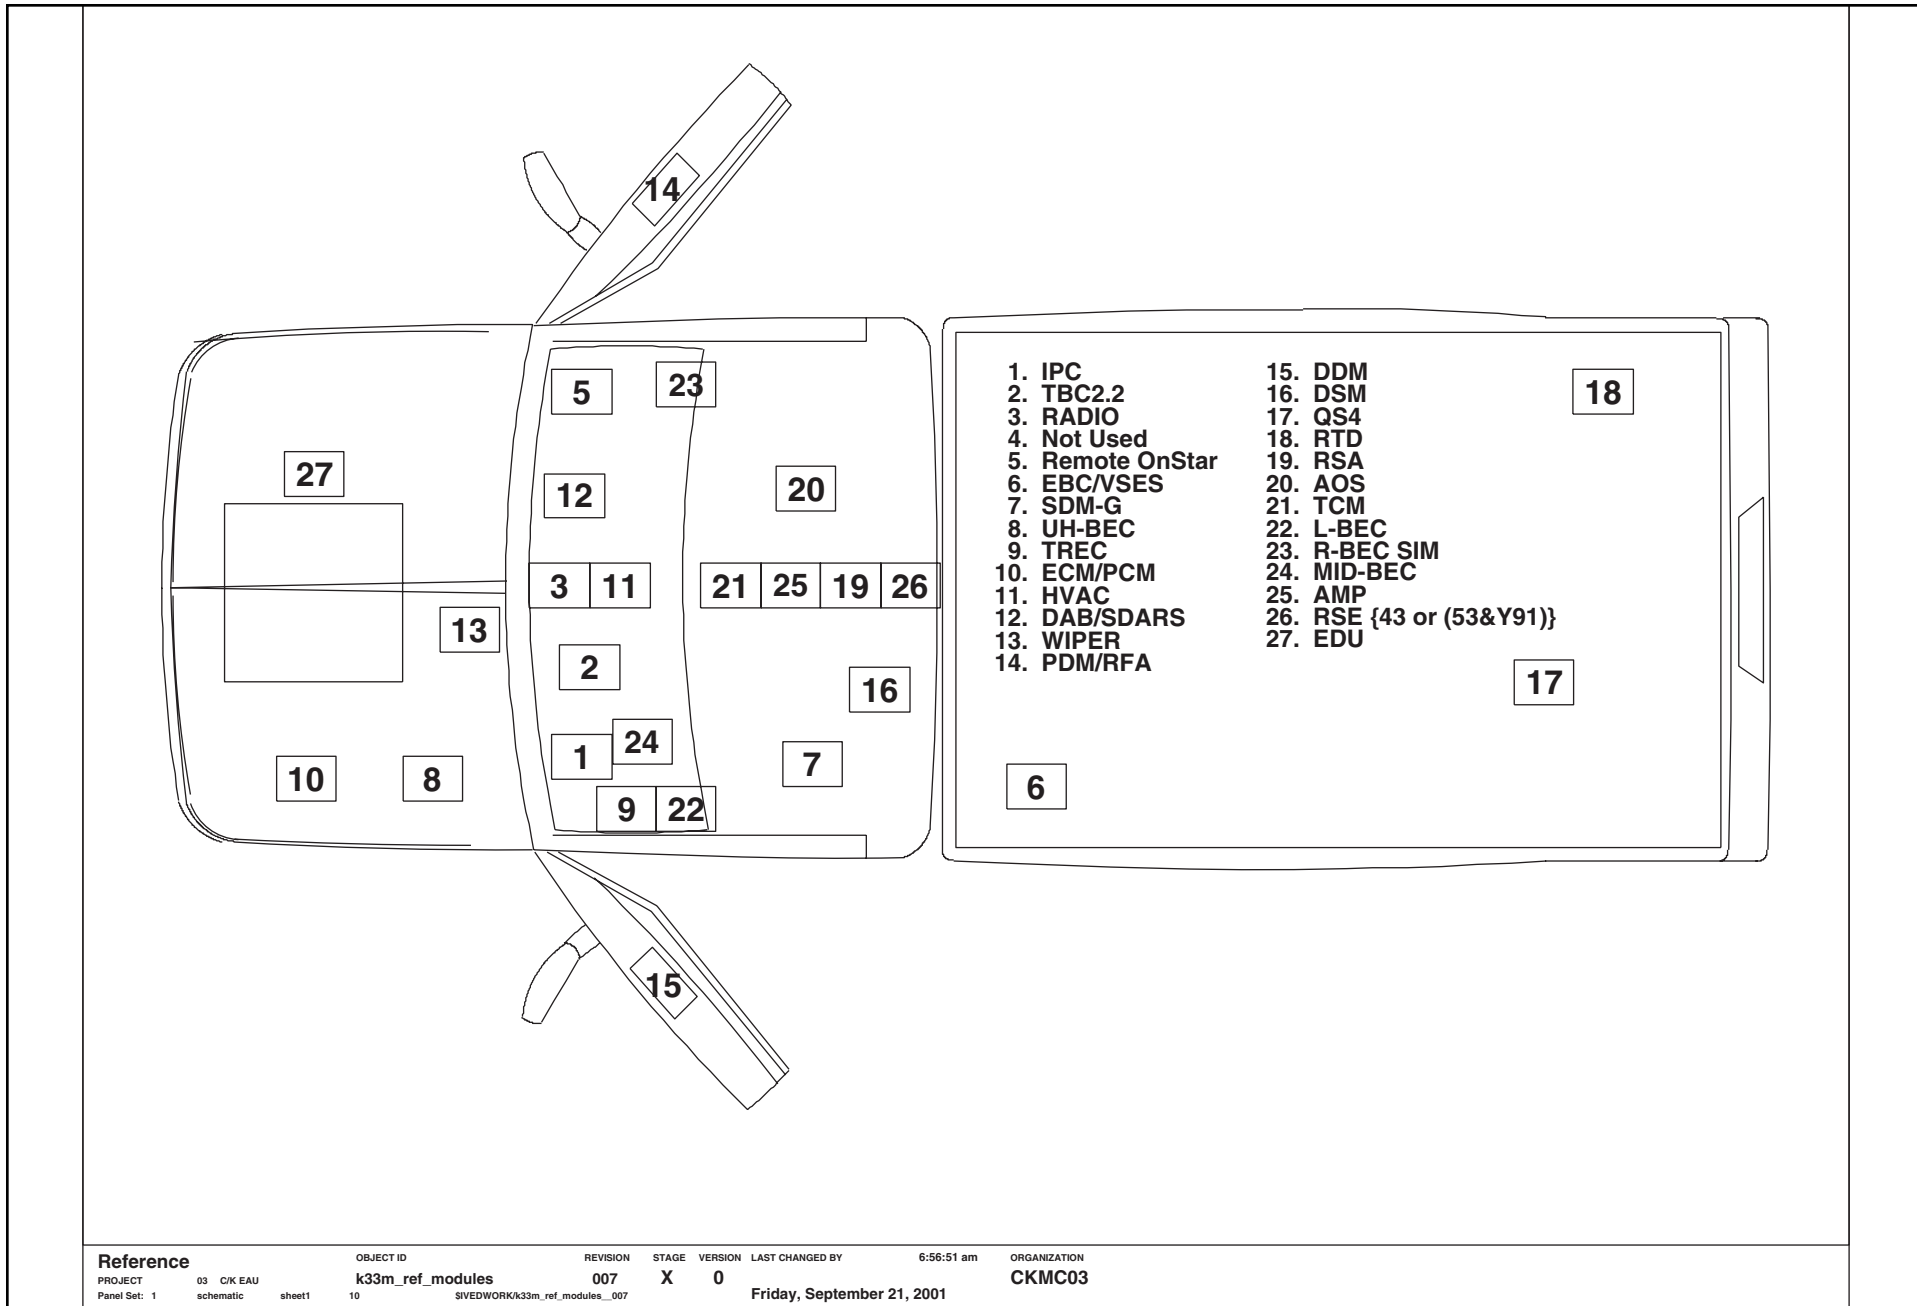 14
5
23
18
27
12
20
3
11
21
25
19
26
13
2
16
17
24
1
7
10
8
6
9
22
15
1. IPC
2. TBC2.2
3. RADIO
4. Not Used
5. Remote OnStar
6. EBC/VSES
7. SDM-G
8. UH-BEC
9. TREC
10. ECM/PCM
11. HVAC
12. DAB/SDARS
13. WIPER
14. PDM/RFA
15. DDM
16. DSM
17. QS4
18. RTD
19. RSA
20. AOS
21. TCM
22. L-BEC
23. R-BEC SIM
24. MID-BEC
25. AMP
26. RSE {43 or (53&Y91)}
27. EDU
Reference OBJECT ID REVISION STAGE VERSION LAST CHANGED BY 6:56:51 am ORGANIZATION
PROJECT 03 C/K EAU k33m_ref_modules 007 X 0 CKMC03
Panel Set: 1 schematic sheet1 10 $IVEDWORK/k33m_ref_modules__007 Friday, September 21, 2001